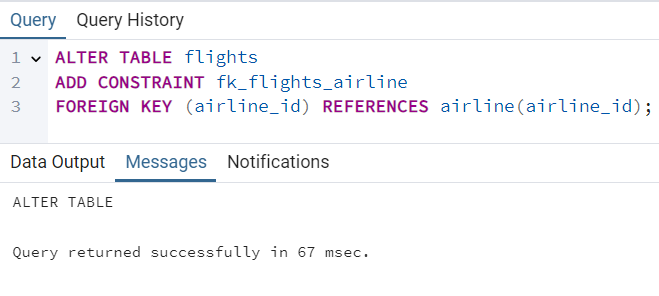 Query Query History
1 ALTER TABLE flights
2 ADD CONSTRAINT fk_flights_airline
3 FOREIGN KEY (airline_id) REFERENCES airline(airline_id);
Data Output Messages Notifications
ALTER TABLE
Query returned successfully in 67 msec.